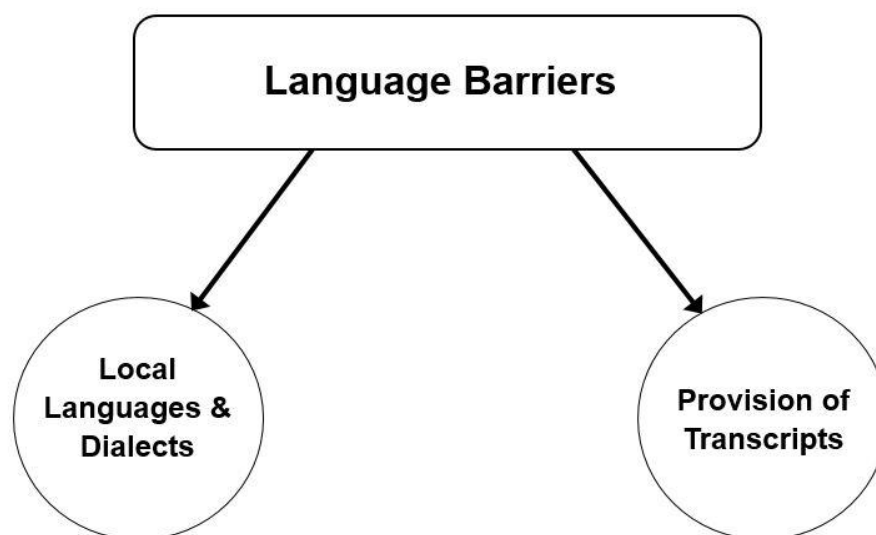 Language Barriers
Local
Languages &
Dialects
Provision of
Transcripts